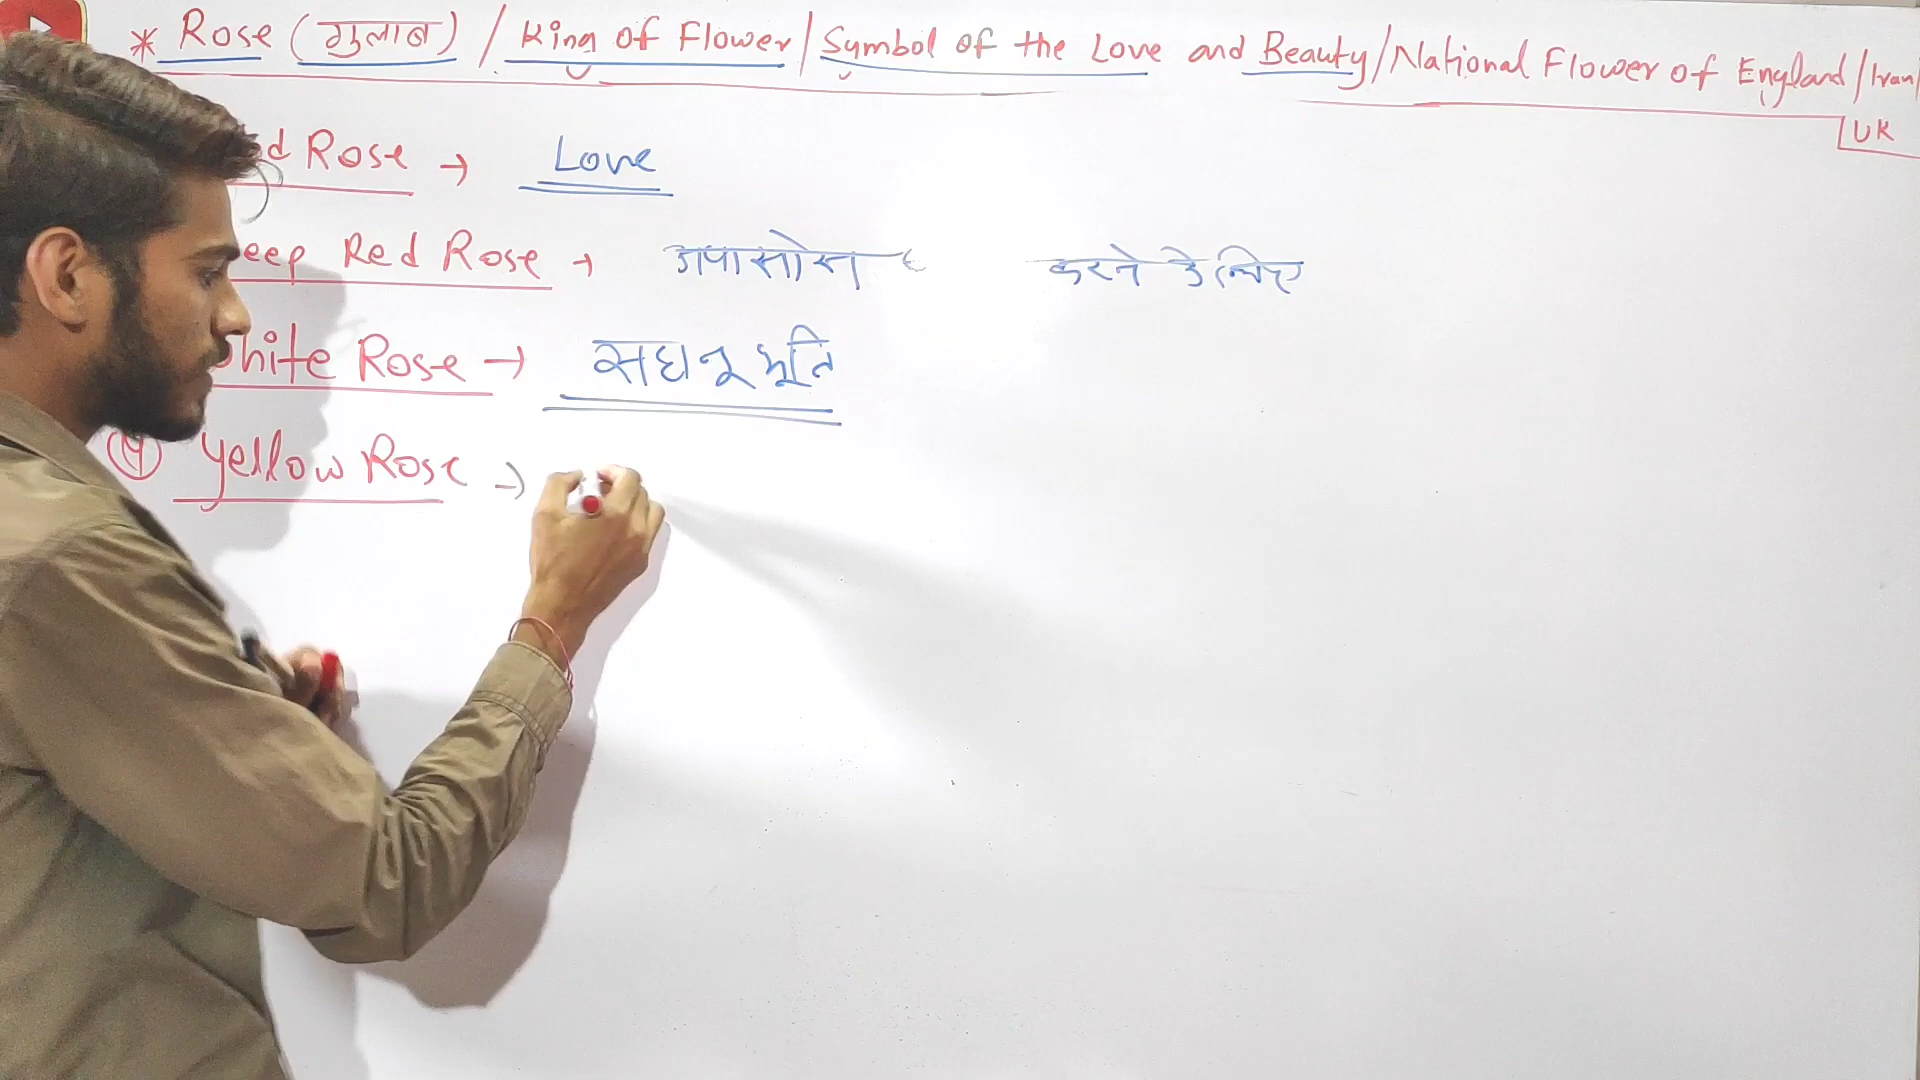 * Rose (गुलाब) / King of Flower / Symbol of the Love and Beauty / National Flower of England / Iran /
UK
d Rose → Love
eep Red Rose → करने के लिए
hite Rose → सहानुभूति
④ Yellow Rose →